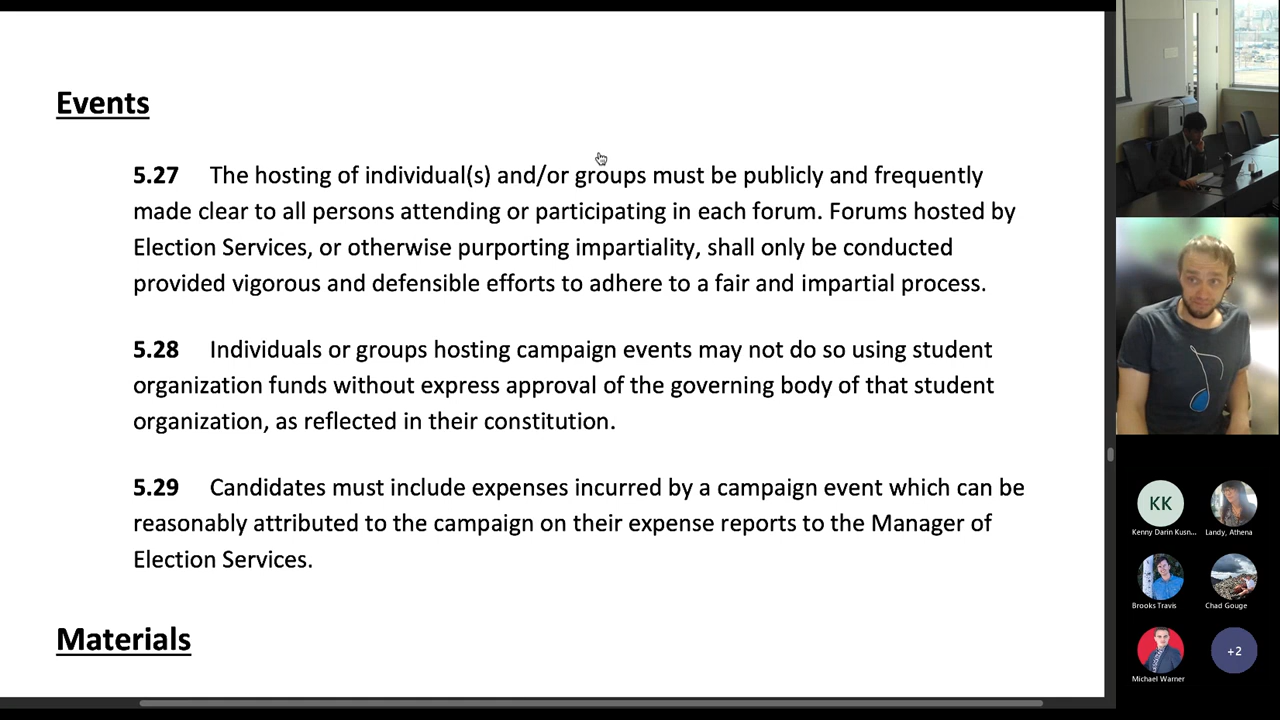 Events
5.27 The hosting of individual(s) and/or groups must be publicly and frequently
made clear to all persons attending or participating in each forum. Forums hosted by
Election Services, or otherwise purporting impartiality, shall only be conducted
provided vigorous and defensible efforts to adhere to a fair and impartial process.
5.28 Individuals or groups hosting campaign events may not do so using student
organization funds without express approval of the governing body of that student
organization, as reflected in their constitution.
5.29 Candidates must include expenses incurred by a campaign event which can be
reasonably attributed to the campaign on their expense reports to the Manager of
Election Services.
Materials
KK
Kenny Darin Kusn...
Landy, Athena
Brooks Travis
Chad Gouge
Michael Warner
+2